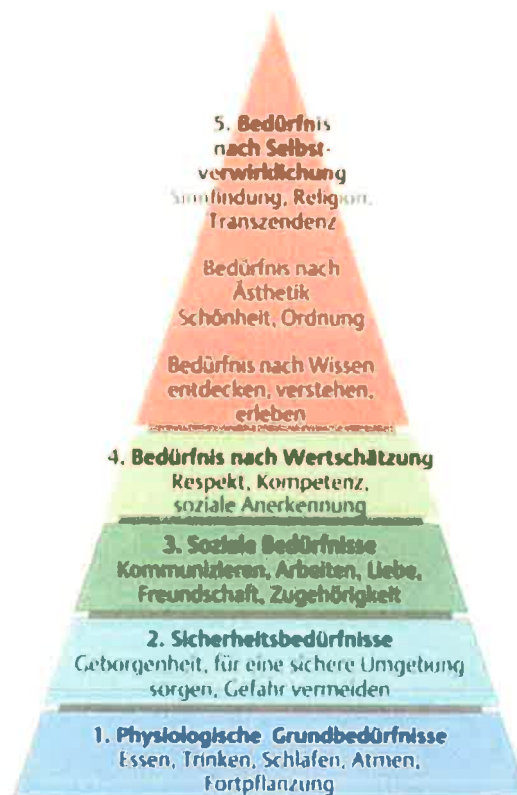 5. Bedürfnis
nach Selbst-
verwirklichung
Sinnfindung, Religion,
Transzendenz
Bedürfnis nach
Ästhetik
Schönheit, Ordnung
Bedürfnis nach Wissen
entdecken, verstehen,
erleben
4. Bedürfnis nach Wertschätzung
Respekt, Kompetenz,
soziale Anerkennung
3. Soziale Bedürfnisse
Kommunizieren, Arbeiten, Liebe,
Freundschaft, Zugehörigkeit
2. Sicherheitsbedürfnisse
Geborgenheit, für eine sichere Umgebung
sorgen, Gefahr vermeiden
1. Physiologische Grundbedürfnisse
Essen, Trinken, Schlafen, Atmen,
Fortpflanzung